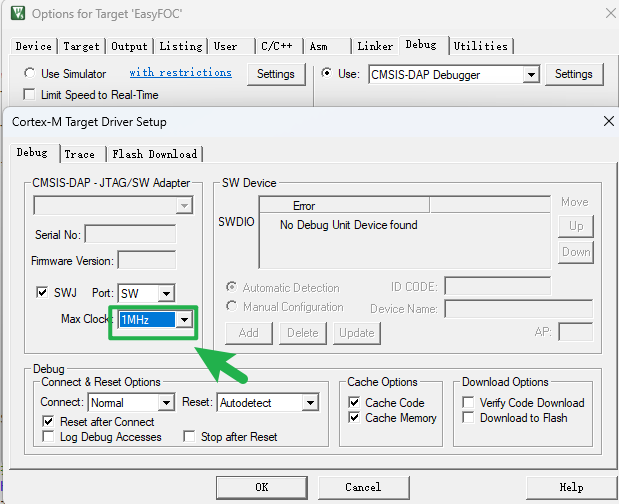 Options for Target 'EasyFOC'
Device Target Output Listing User C/C++ Asm Linker Debug Utilities
Use Simulator with restrictions Settings Use: CMSIS-DAP Debugger Settings
Limit Speed to Real-Time
Cortex-M Target Driver Setup
Debug Trace Flash Download
CMSIS-DAP - JTAG/SW Adapter
Serial No:
Firmware Version:
SWJ Port: SW
Max Clock: 1MHz
SW Device
Error
SWDIO No Debug Unit Device found
Move
Up
Down
Automatic Detection ID CODE:
Manual Configuration Device Name:
Add Delete Update AP:
Debug
Connect & Reset Options
Connect: Normal Reset: Autodetect
Reset after Connect
Log Debug Accesses Stop after Reset
Cache Options
Cache Code
Cache Memory
Download Options
Verify Code Download
Download to Flash
OK Cancel Help